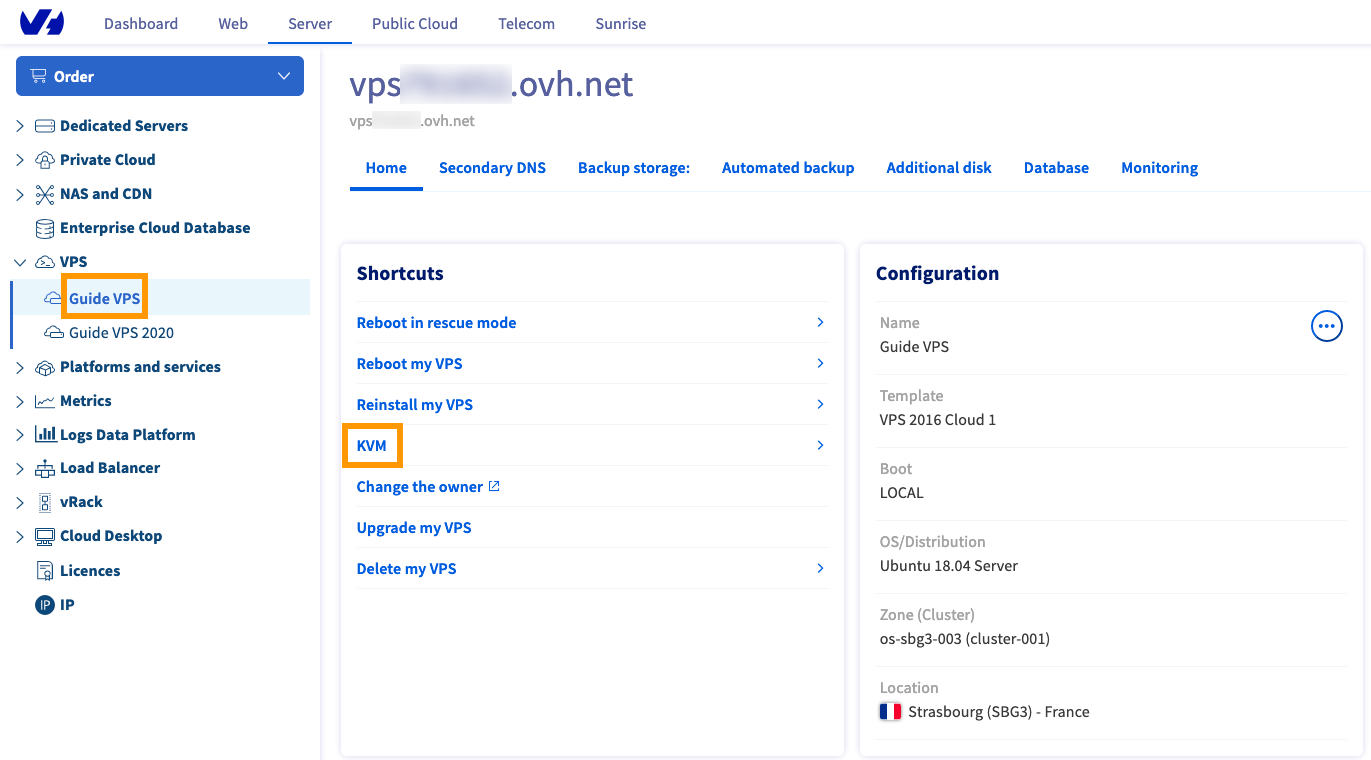 Dashboard Web Server Public Cloud Telecom Sunrise
Order
Dedicated Servers
Private Cloud
NAS and CDN
Enterprise Cloud Database
VPS
Guide VPS
Guide VPS 2020
Platforms and services
Metrics
Logs Data Platform
Load Balancer
vRack
Cloud Desktop
Licences
IP IP
vps .ovh.net
vps .ovh.net
Home Secondary DNS Backup storage: Automated backup Additional disk Database Monitoring
Shortcuts
Reboot in rescue mode
Reboot my VPS
Reinstall my VPS
KVM
Change the owner
Upgrade my VPS
Delete my VPS
Configuration
Name
Guide VPS
Template
VPS 2016 Cloud 1
Boot
LOCAL
OS/Distribution
Ubuntu 18.04 Server
Zone (Cluster)
os-sbg3-003 (cluster-001)
Location
Strasbourg (SBG3) - France